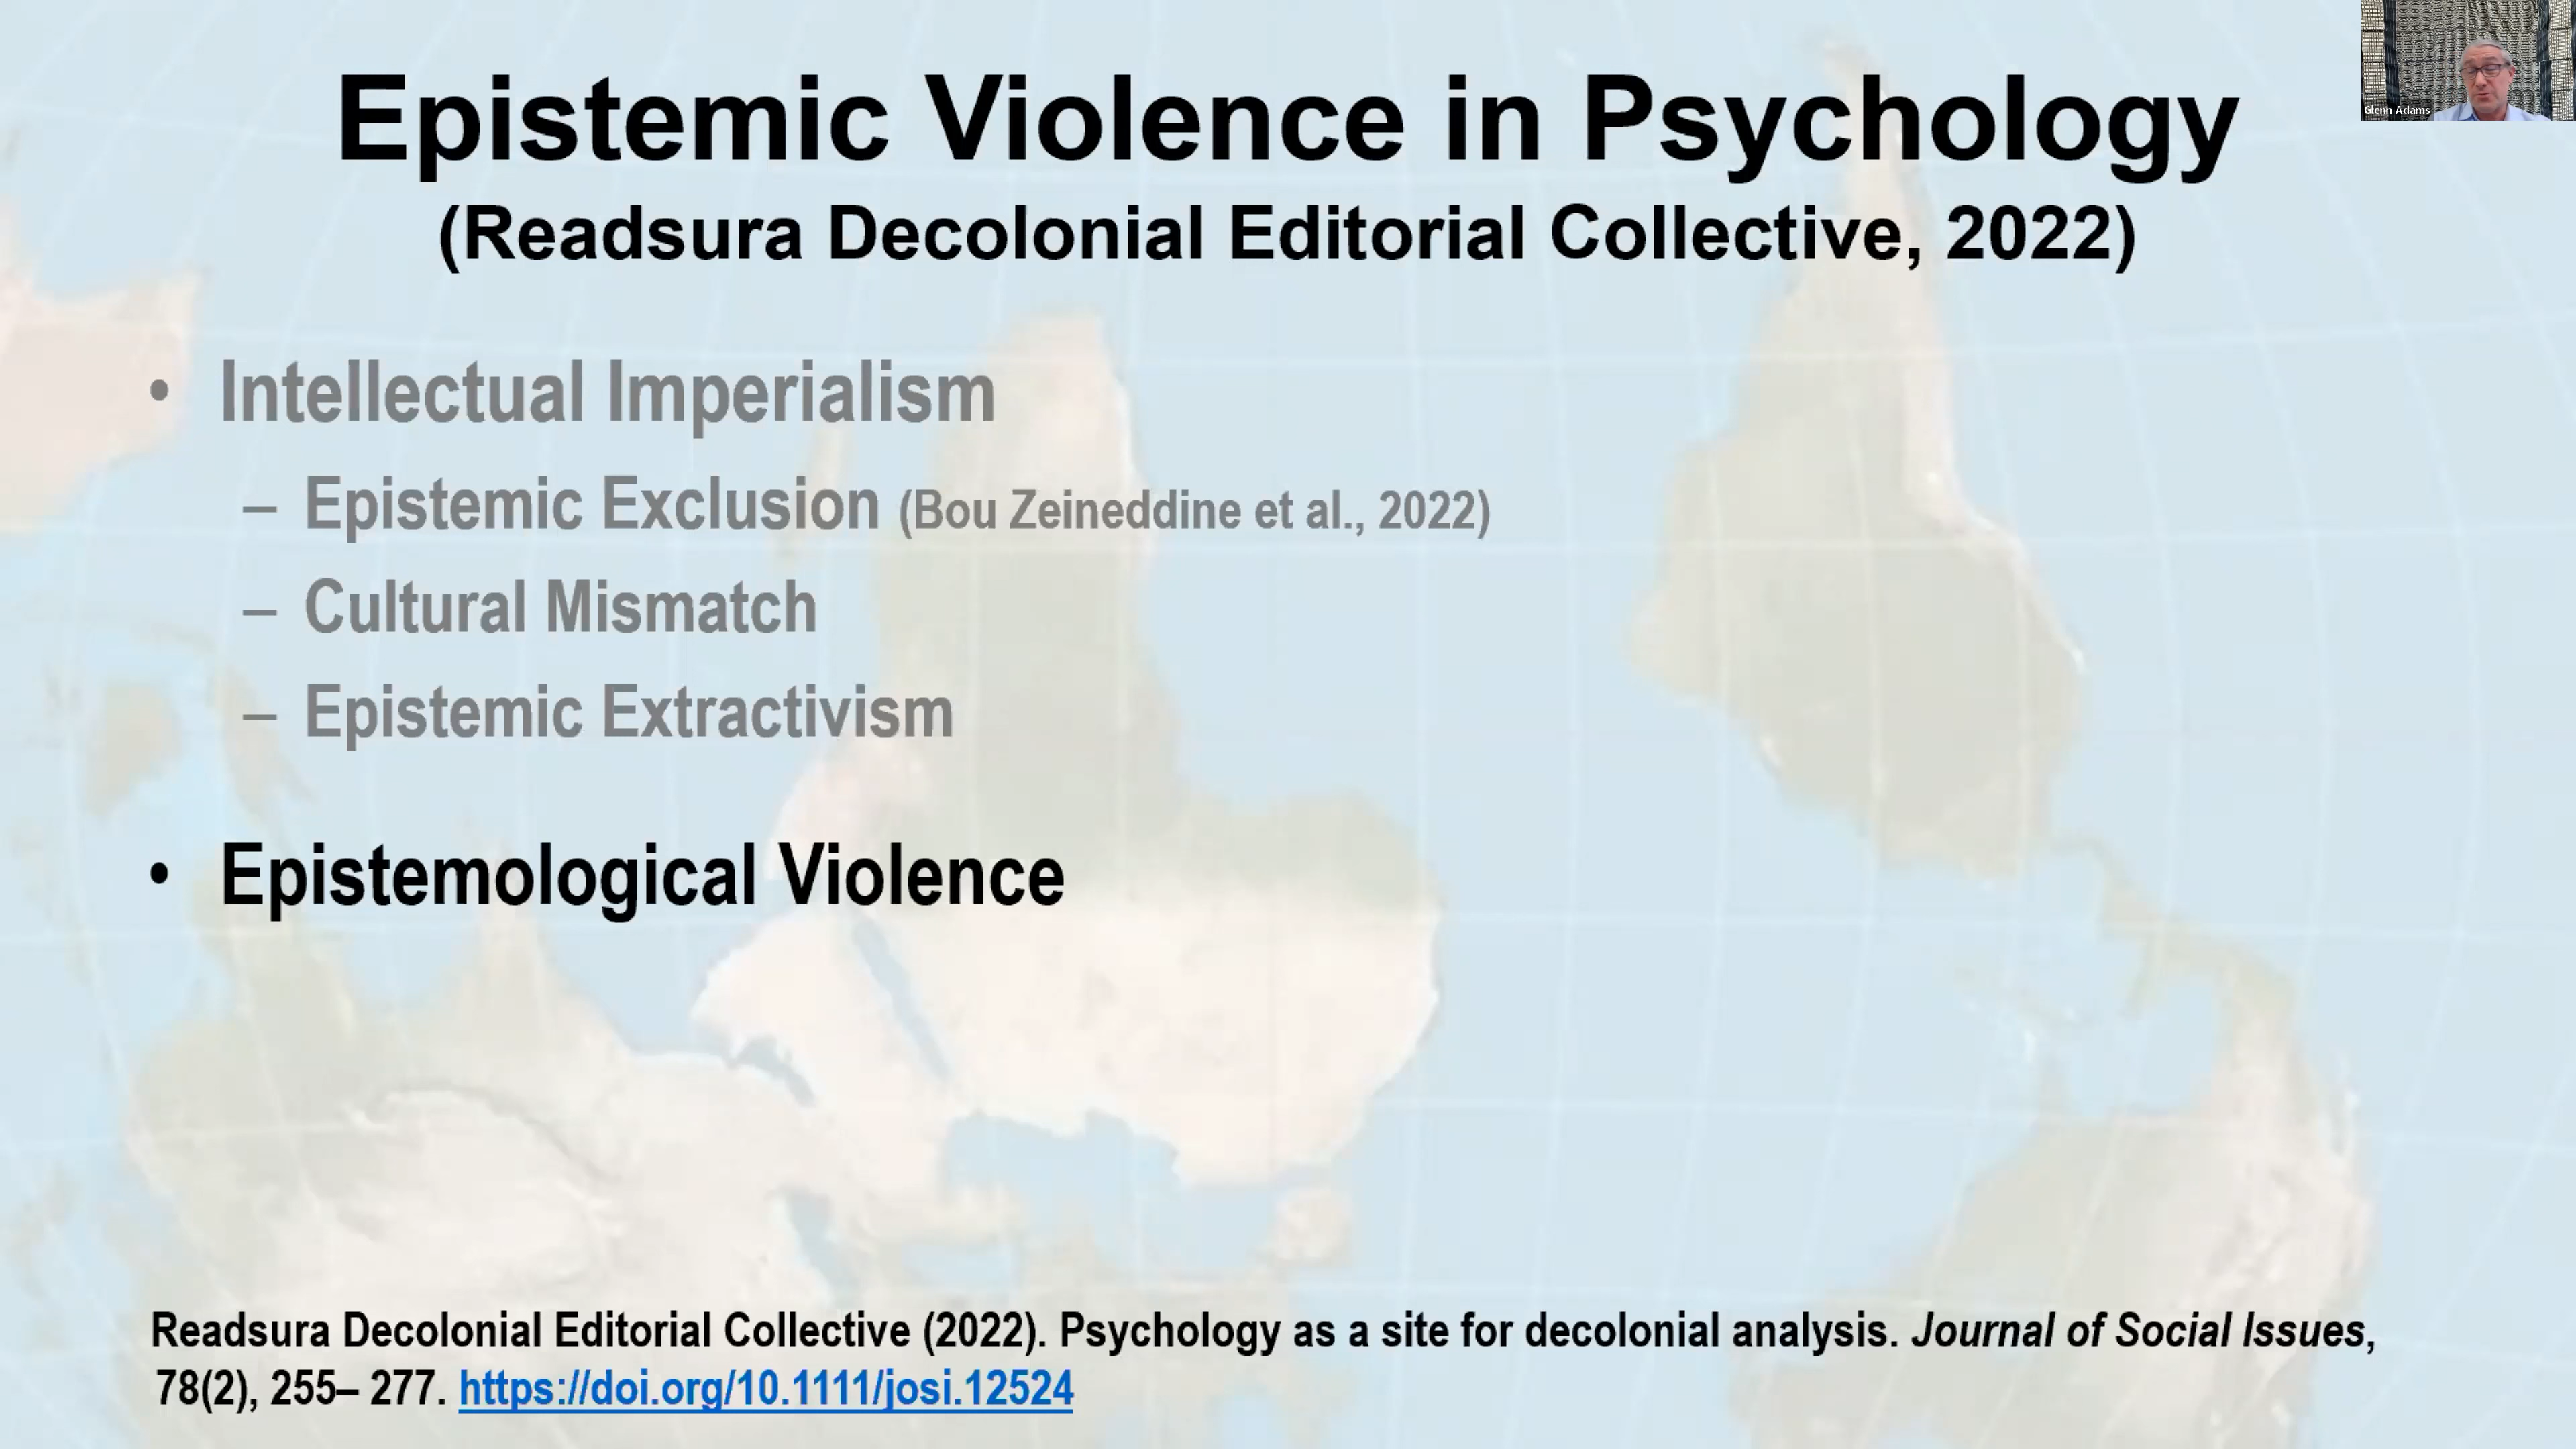 Epistemic Violence in Psychology
(Readsura Decolonial Editorial Collective, 2022)
Glenn Adams
• Intellectual Imperialism
– Epistemic Exclusion (Bou Zeineddine et al., 2022)
– Cultural Mismatch
– Epistemic Extractivism
• Epistemological Violence
Readsura Decolonial Editorial Collective (2022). Psychology as a site for decolonial analysis. Journal of Social Issues,
78(2), 255– 277. https://doi.org/10.1111/josi.12524